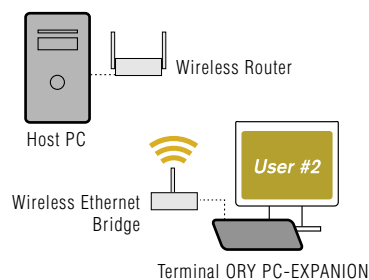 Wireless Router
Host PC
User #2
Wireless Ethernet
Bridge
Terminal ORY PC-EXPANION